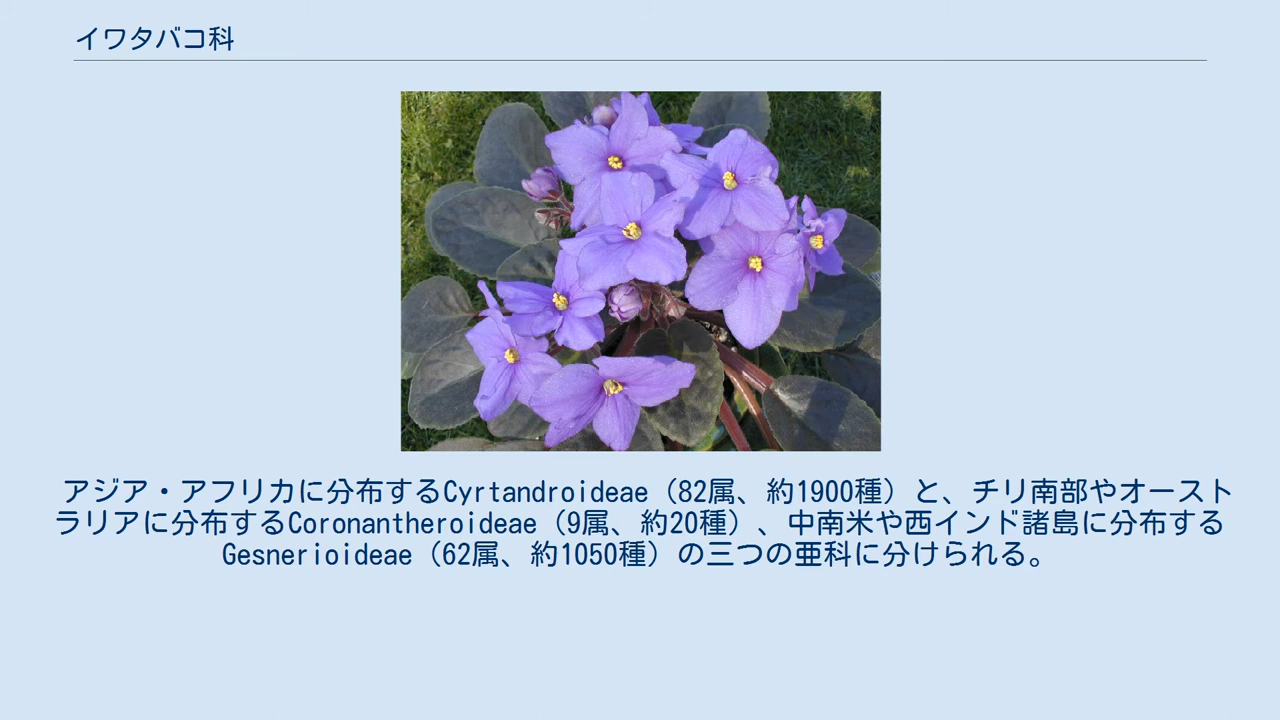 イワタバコ科
アジア・アフリカに分布するCyrtandroideae（82属、約1900種）と、チリ南部やオースト
ラリアに分布するCoronantheroideae（9属、約20種）、中南米や西インド諸島に分布する
Gesnerioideae（62属、約1050種）の三つの亜科に分けられる。